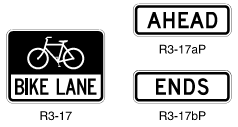 BIKE LANE
R3-17
AHEAD
R3-17aP
ENDS
R3-17bP